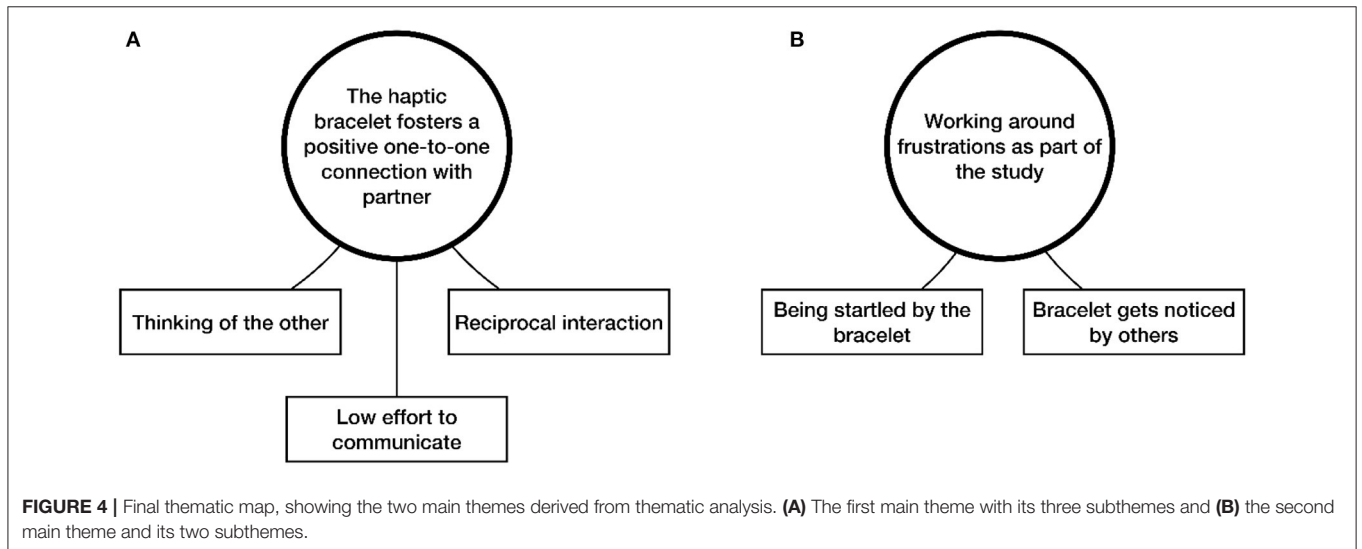 A
The haptic
bracelet fosters a
positive one-to-one
connection with
partner
Thinking of the other
Reciprocal interaction
Low effort to
communicate
B
Working around
frustrations as part of
the study
Being startled by the
bracelet
Bracelet gets noticed
by others
FIGURE 4 | Final thematic map, showing the two main themes derived from thematic analysis. (A) The first main theme with its three subthemes and (B) the second
main theme and its two subthemes.